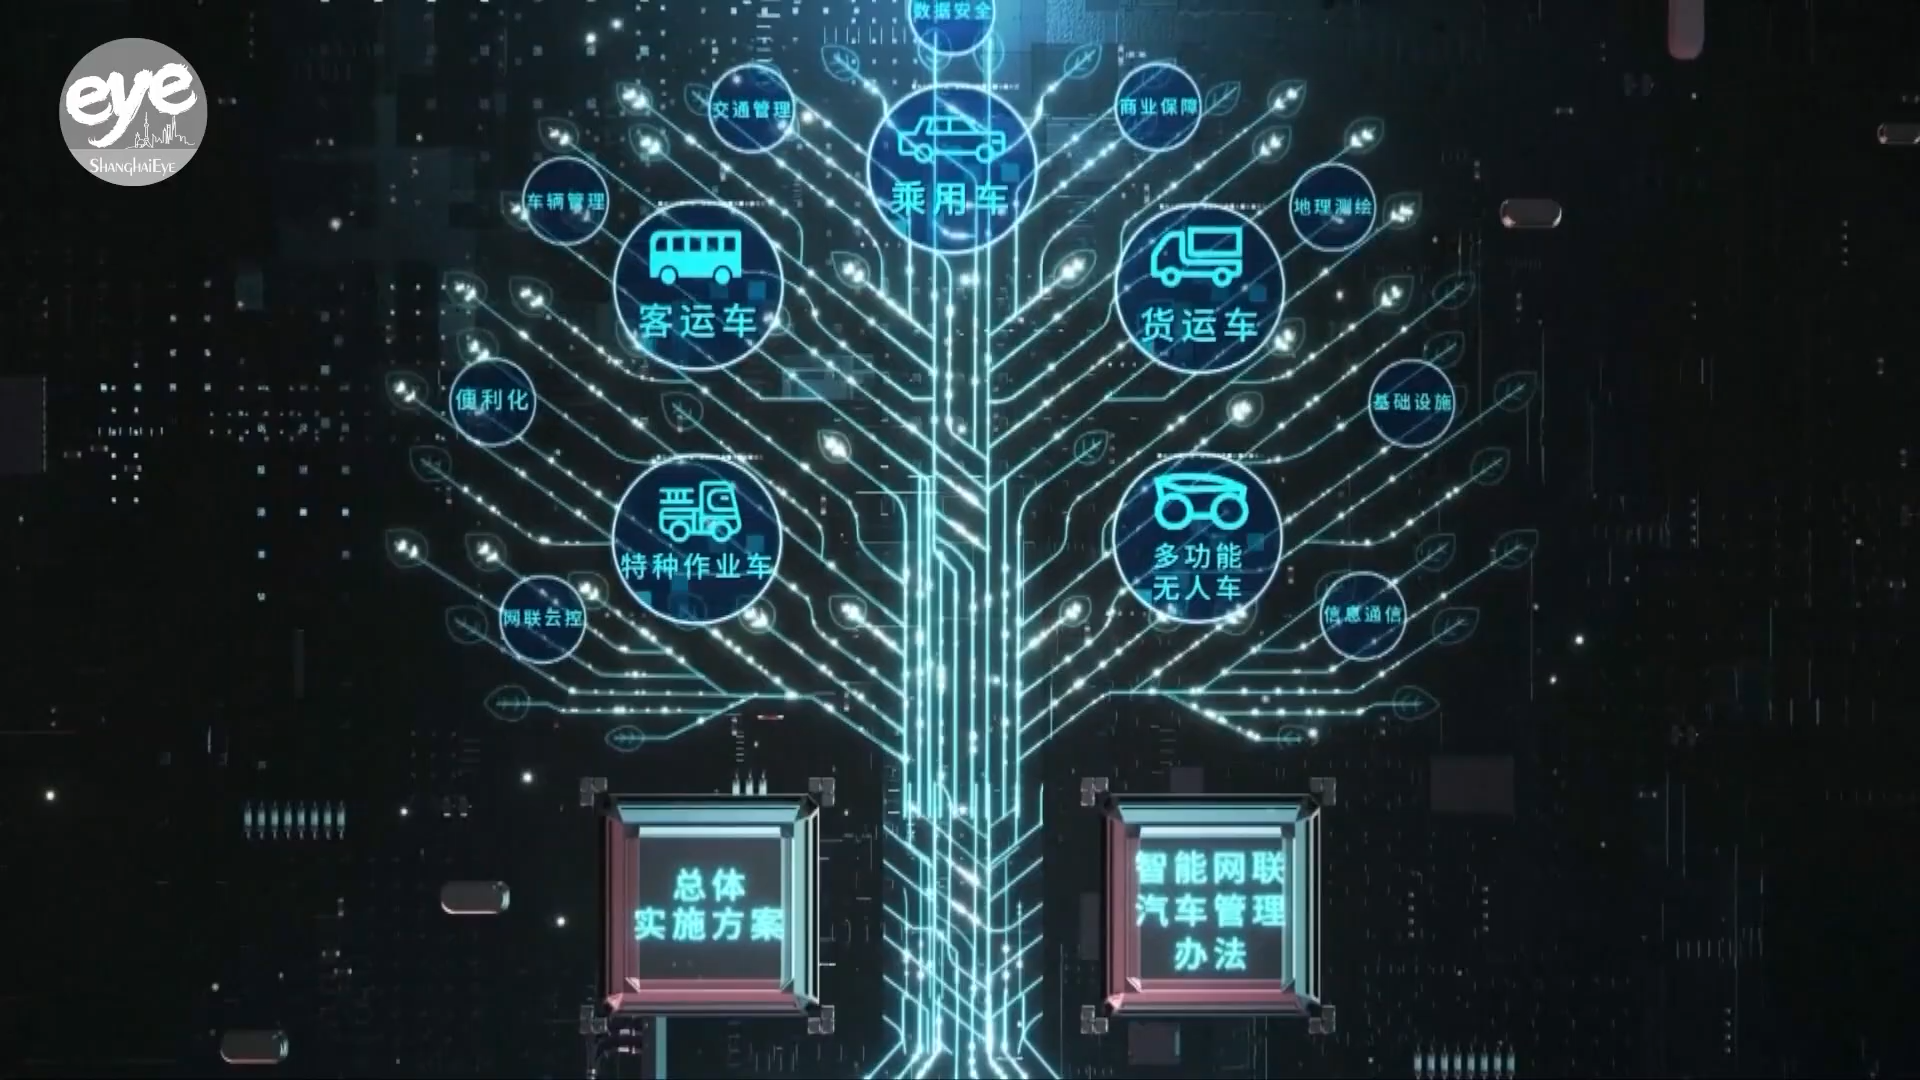 eye
SHANGHAIEYE
数据安全
交通管理
商业保障
乘用车
车辆管理
地理测绘
客运车
货运车
便利化
基础设施
特种作业车
多功能
无人车
网联云控
信息通信
总体
实施方案
智能网联
汽车管理
办法